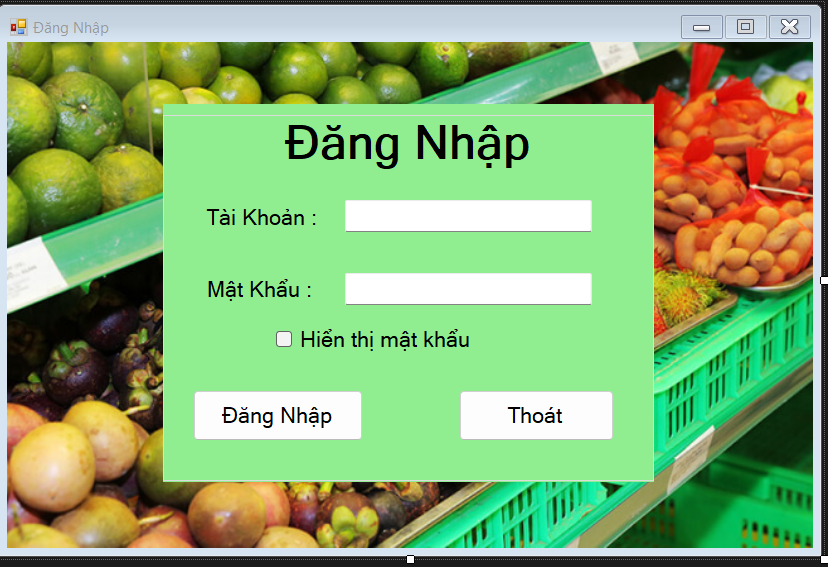 Đăng Nhập
Đăng Nhập
Tài Khoản :
Mật Khẩu :
Hiển thị mật khẩu
Đăng Nhập
Thoát